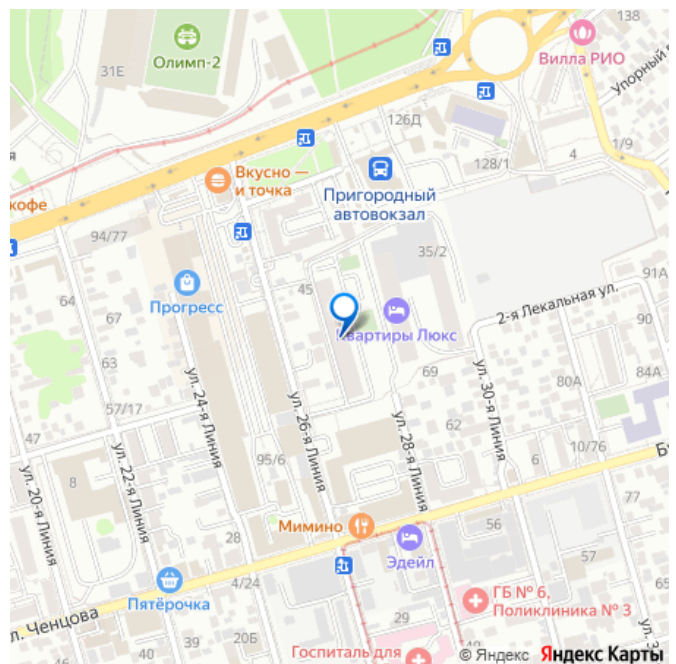 138
Олимп-2
31Е
Вилла РИО
Упорный
126Д
1/9
Вкусно —
и точка
128/1
4
кофе
Пригородный
автовокзал
94/77
35/2
91А
64
Прогресс
45
2-я Лекальная ул.
90
Квартиры Люкс
67
69
80А
84А
57/17
ул. 24-я Линия
ул. 26-я Линия
ул. 28-я Линия
ул. 30-я Линия
62
47
ул. 22-я Линия
ул. 20-я Линия
95/6
8
6
10/76
77
Мимино
56
28
Эдейл
57
4/24
Пятёрочка
ГБ № 6,
Поликлиника № 3
65
л. Ченцова
20Б
29
Госпиталь для
© Яндекс Яндекс Карты